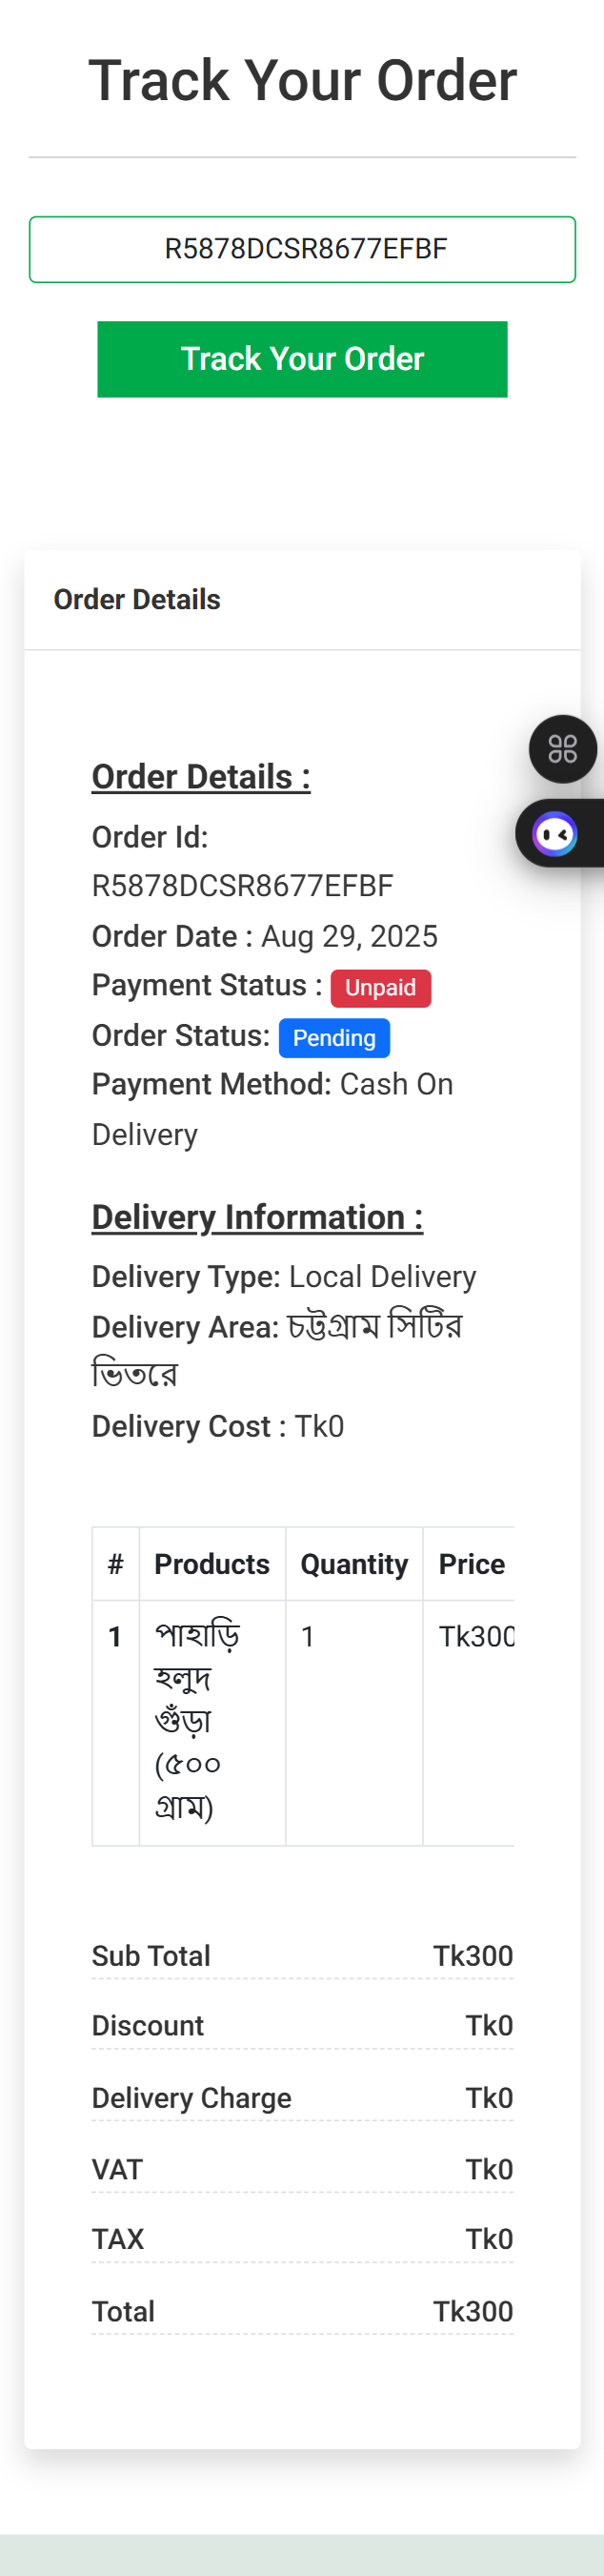 Track Your Order
R5878DCSR8677EFBF
Track Your Order
Order Details
Order Details :
Order Id:
R5878DCSR8677EFBF
Order Date : Aug 29, 2025
Payment Status : Unpaid
Order Status: Pending
Payment Method: Cash On
Delivery
Delivery Information :
Delivery Type: Local Delivery
Delivery Area: চট্টগ্রাম সিটির
ভিতরে
Delivery Cost : Tk0
# Products Quantity Price
1 পাহাড়ি 1 Tk300
হলুদ
গুঁড়া
(৫০০
গ্রাম)
Sub Total Tk300
Discount Tk0
Delivery Charge Tk0
VAT Tk0
TAX Tk0
Total Tk300